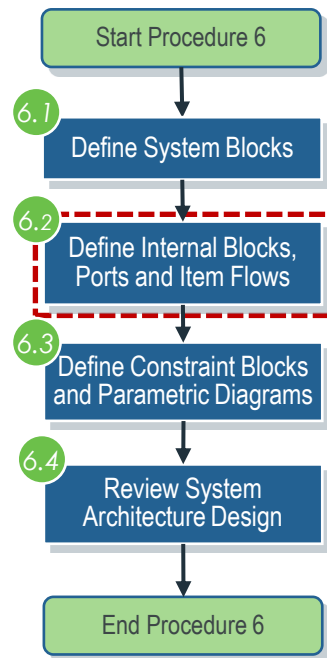 Start Procedure 6
6.1
Define System Blocks
6.2
Define Internal Blocks,
Ports and Item Flows
6.3
Define Constraint Blocks
and Parametric Diagrams
6.4
Review System
Architecture Design
End Procedure 6